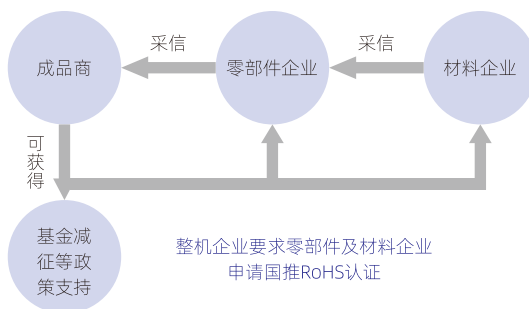 采信
采信
成品商
零部件企业
材料企业
可获得
基金减
征等政
策支持
整机企业要求零部件及材料企业
申请国推RoHS认证